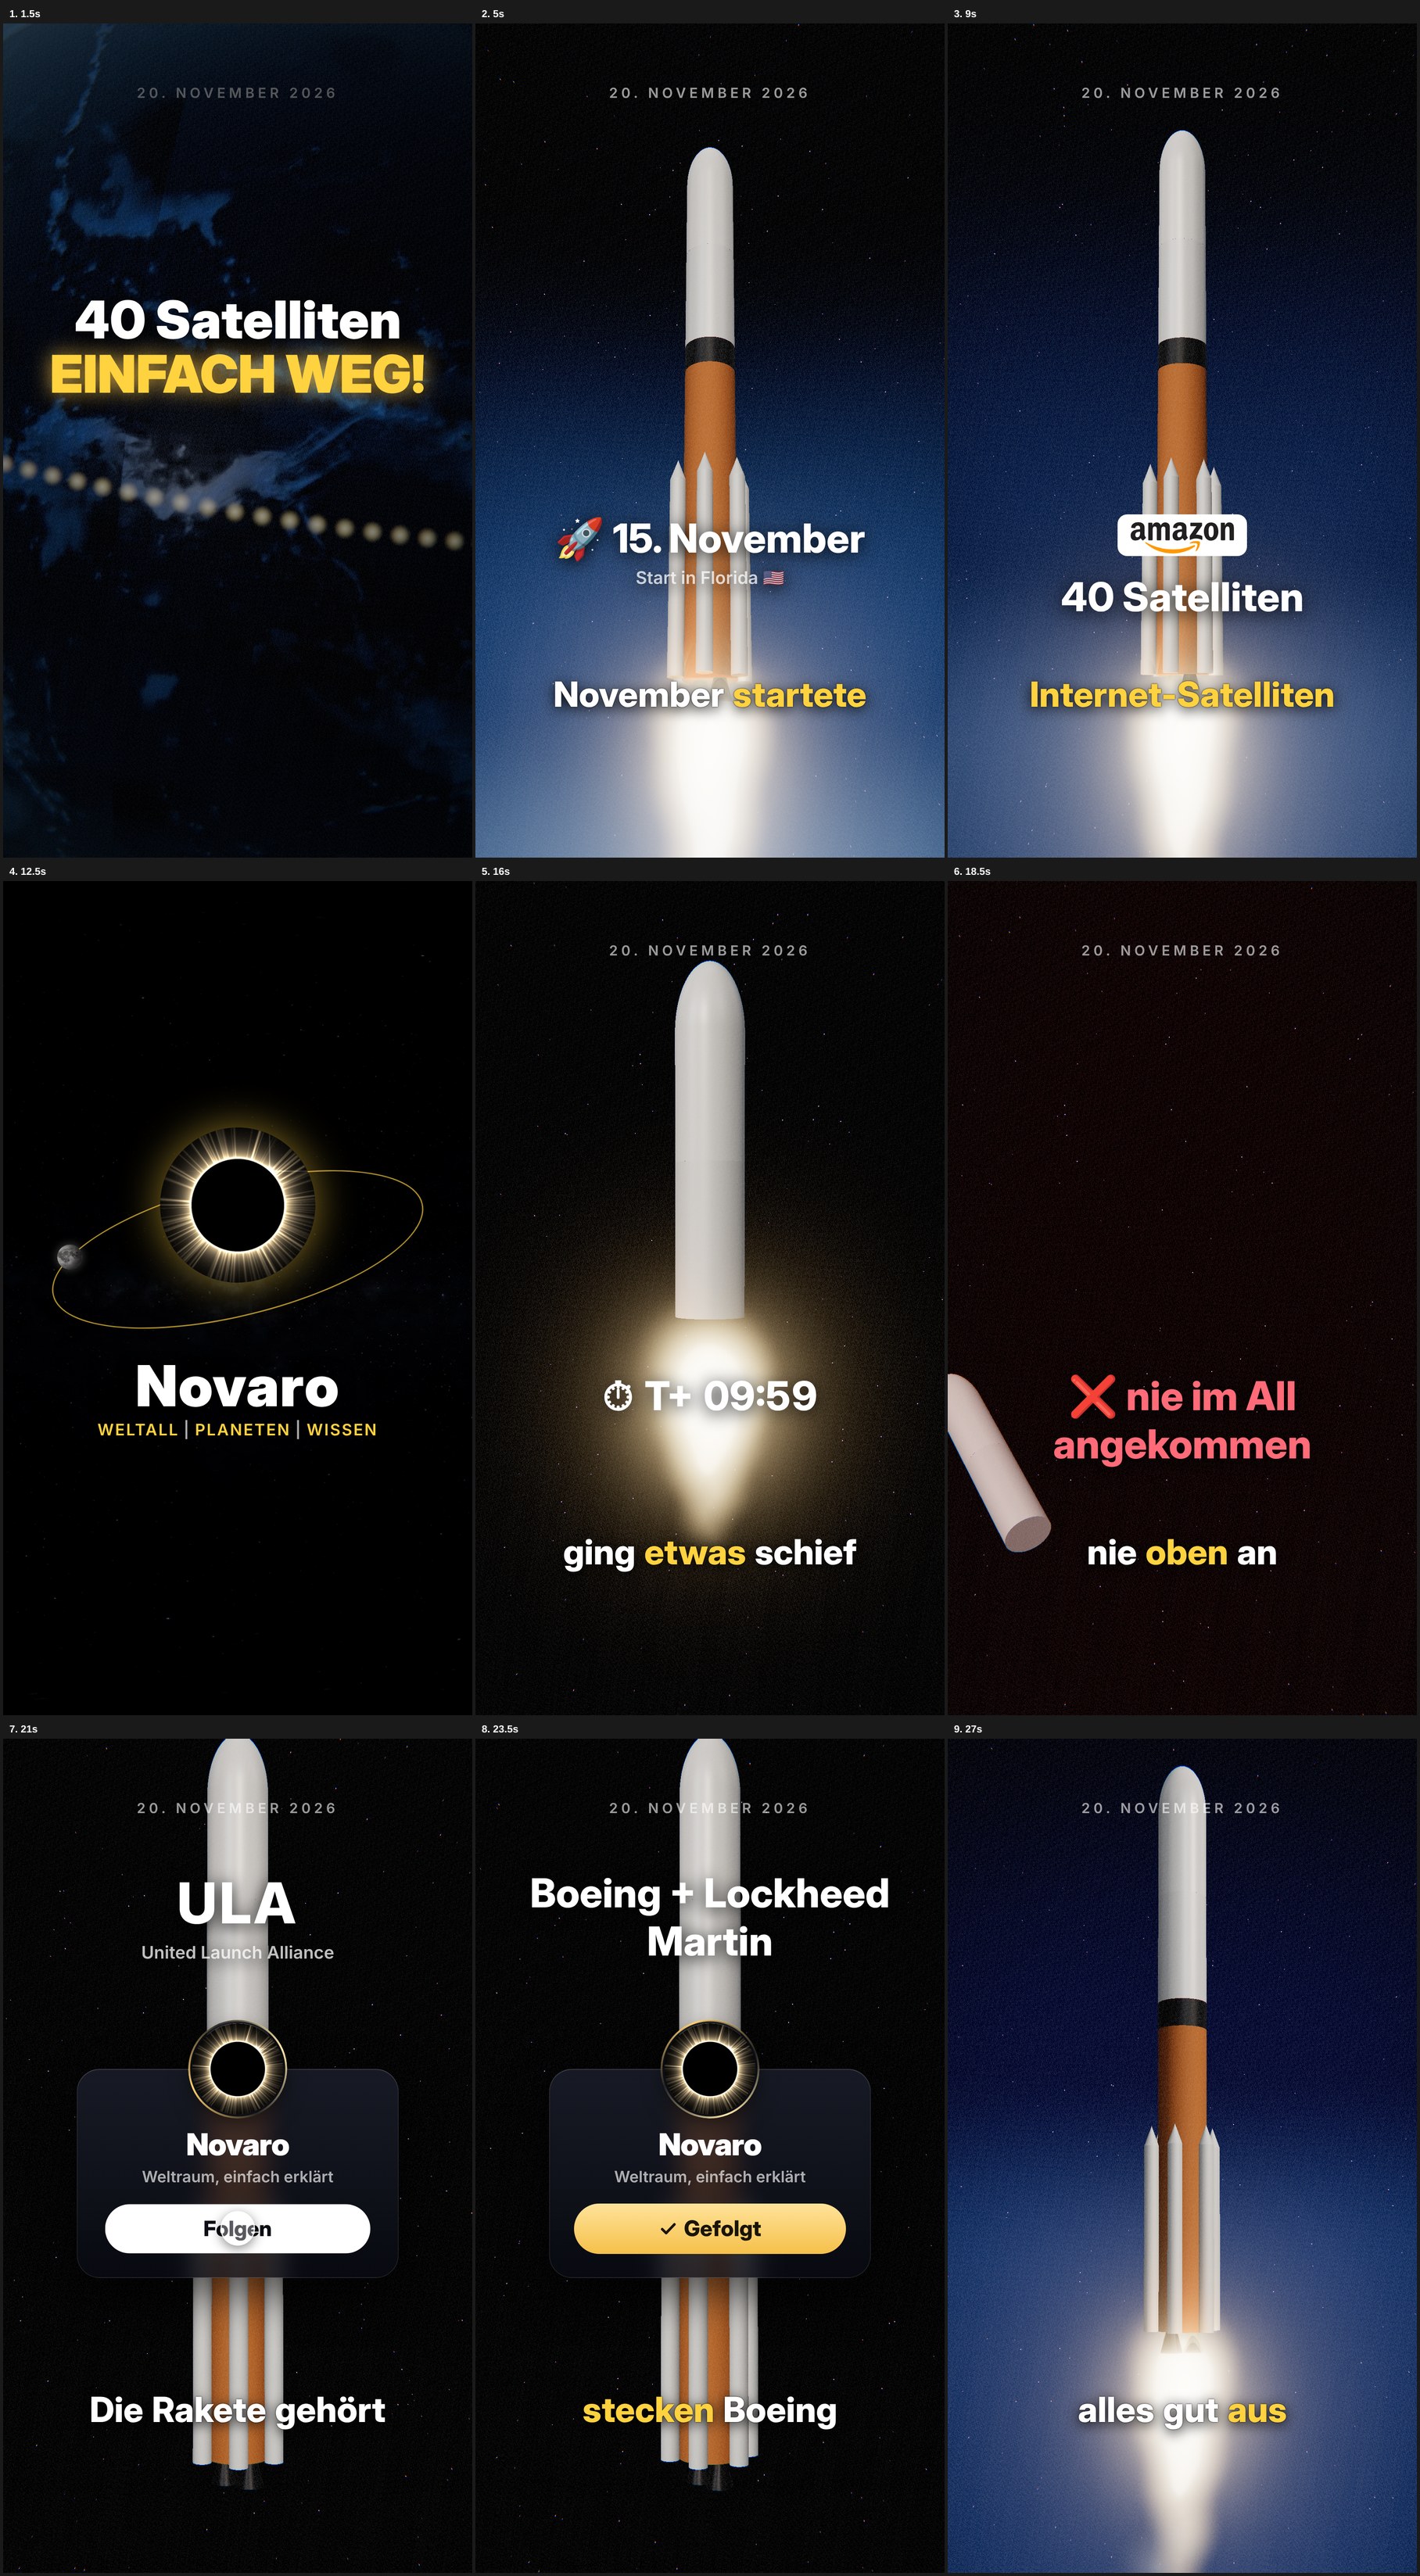 1. 1.5s
20. NOVEMBER 2026
40 Satelliten
EINFACH WEG!
2. 5s
20. NOVEMBER 2026
🚀 15. November
Start in Florida 🇺🇸
November startete
3. 9s
20. NOVEMBER 2026
amazon
40 Satelliten
Internet-Satelliten
4. 12.5s
Novaro
WELTALL | PLANETEN | WISSEN
5. 16s
20. NOVEMBER 2026
⏱ T+ 09:59
ging etwas schief
6. 18.5s
20. NOVEMBER 2026
❌ nie im All
angekommen
nie oben an
7. 21s
20. NOVEMBER 2026
ULA
United Launch Alliance
Novaro
Weltraum, einfach erklärt
Folgen
Die Rakete gehört
8. 23.5s
20. NOVEMBER 2026
Boeing + Lockheed
Martin
Novaro
Weltraum, einfach erklärt
✓ Gefolgt
stecken Boeing
9. 27s
20. NOVEMBER 2026
alles gut aus